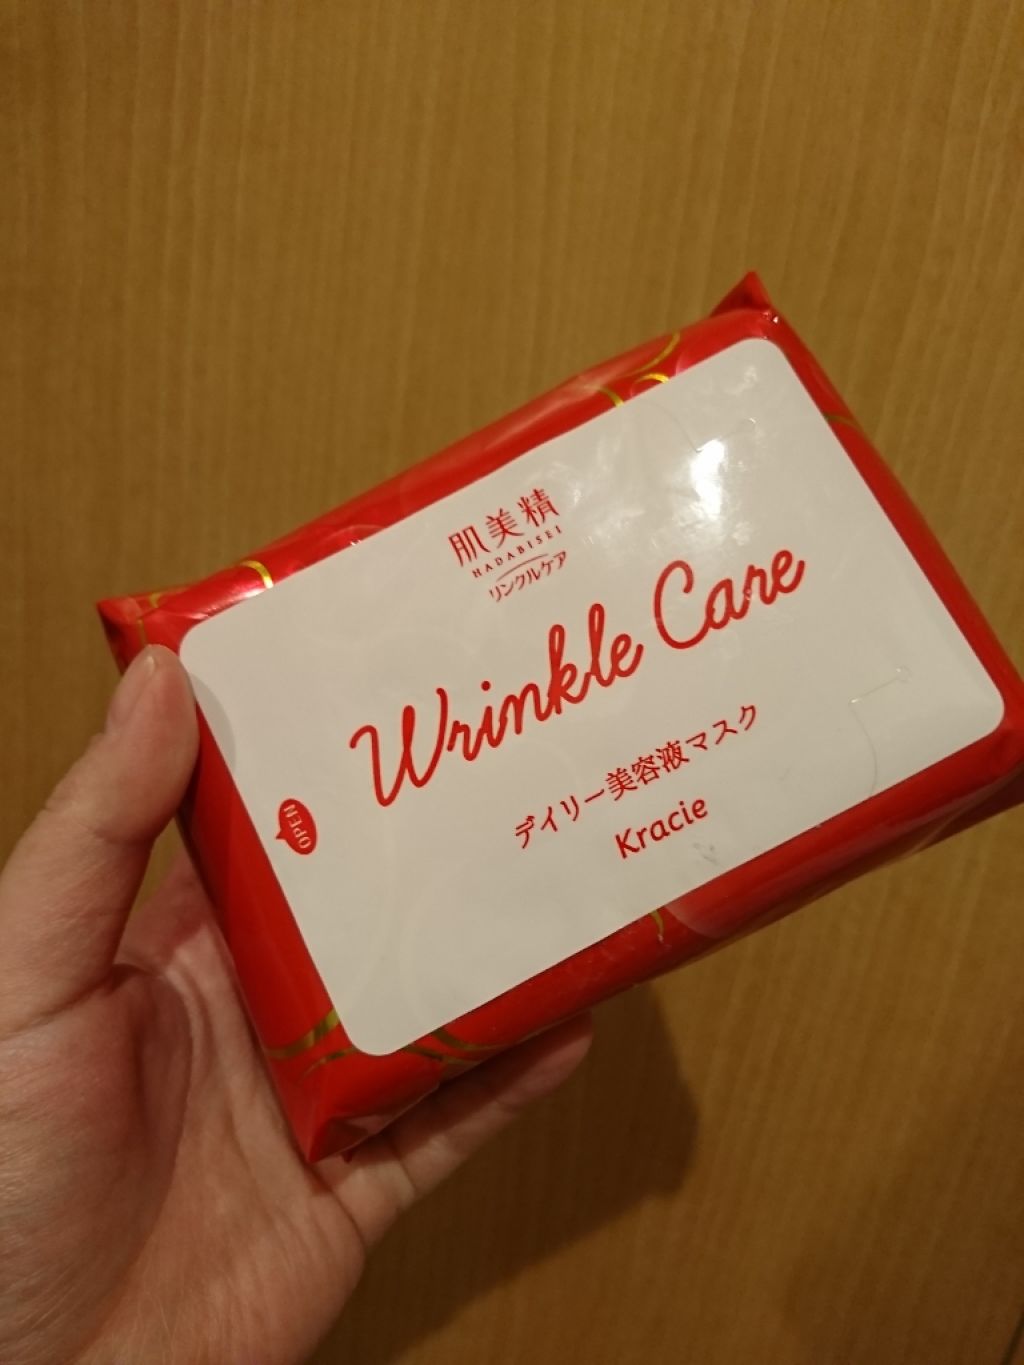 肌美精
HADABISEI
リンクルケア
Wrinkle Care
デイリー美容液マスク
Kracie
OPEN